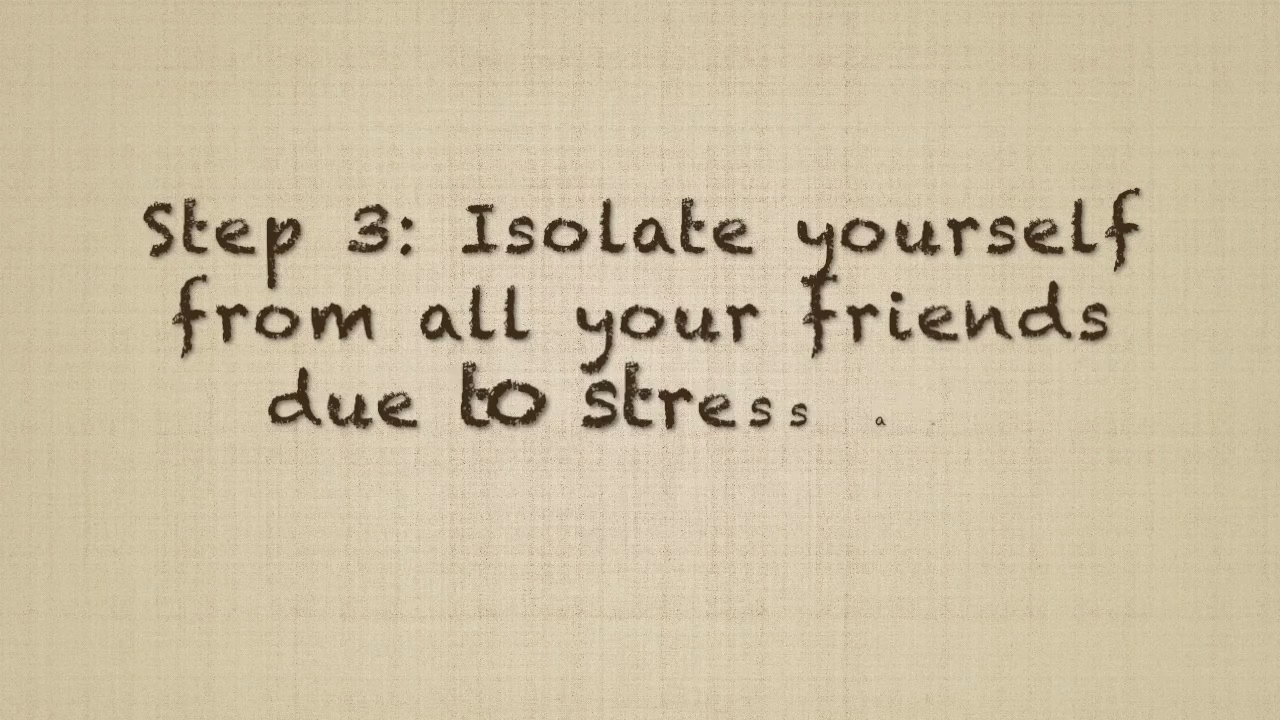 Step 3: Isolate yourself
from all your friends
due to stress a